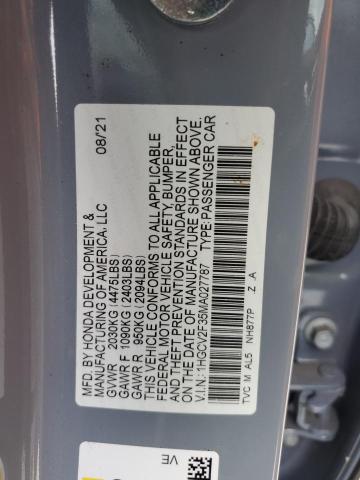 MFD. BY HONDA DEVELOPMENT &
MANUFACTURING OF AMERICA, LLC 08/21
GVWR 2030KG (4475LBS)
GAWR F 1090KG (2403LBS)
GAWR R 950KG (2094LBS)
THIS VEHICLE CONFORMS TO ALL APPLICABLE
FEDERAL MOTOR VEHICLE SAFETY, BUMPER,
AND THEFT PREVENTION STANDARDS IN EFFECT
ON THE DATE OF MANUFACTURE SHOWN ABOVE.
V.I.N: 1HGCV2F35MA027787 TYPE: PASSENGER CAR
TVC M AL5 NH877P Z A
VE